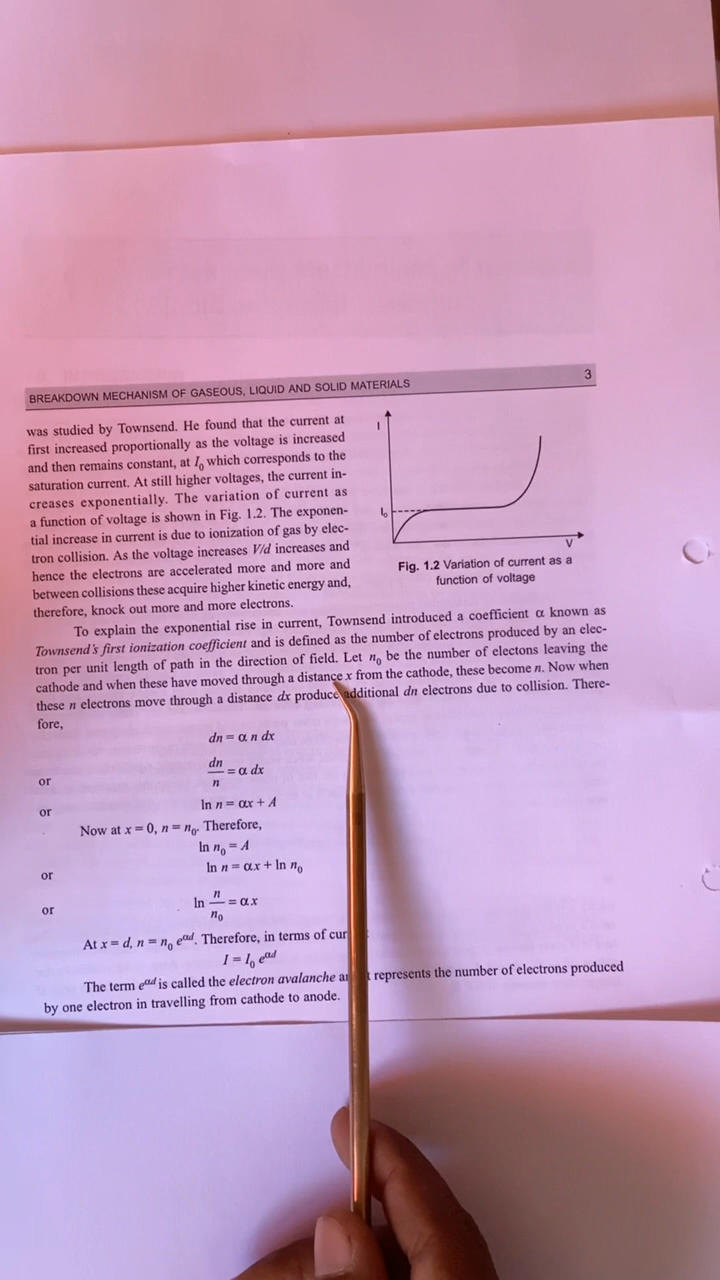 BREAKDOWN MECHANISM OF GASEOUS, LIQUID AND SOLID MATERIALS 3
was studied by Townsend. He found that the current at
first increased proportionally as the voltage is increased
and then remains constant, at I₀ which corresponds to the
saturation current. At still higher voltages, the current in-
creases exponentially. The variation of current as
a function of voltage is shown in Fig. 1.2. The exponen-
tial increase in current is due to ionization of gas by elec-
tron collision. As the voltage increases V/d increases and
hence the electrons are accelerated more and more and
between collisions these acquire higher kinetic energy and,
therefore, knock out more and more electrons.
I
I₀
V
Fig. 1.2 Variation of current as a
function of voltage
To explain the exponential rise in current, Townsend introduced a coefficient α known as
Townsend's first ionization coefficient and is defined as the number of electrons produced by an elec-
tron per unit length of path in the direction of field. Let n₀ be the number of electons leaving the
cathode and when these have moved through a distance x from the cathode, these become n. Now when
these n electrons move through a distance dx produce additional dn electrons due to collision. There-
fore,
dn = α n dx
or dn/n = α dx
or ln n = αx + A
Now at x = 0, n = n₀. Therefore,
ln n₀ = A
or ln n = αx + ln n₀
or ln n/n₀ = αx
At x = d, n = n₀ e^αd. Therefore, in terms of cur
I = I₀ e^αd
The term e^αd is called the electron avalanche represents the number of electrons produced
by one electron in travelling from cathode to anode.